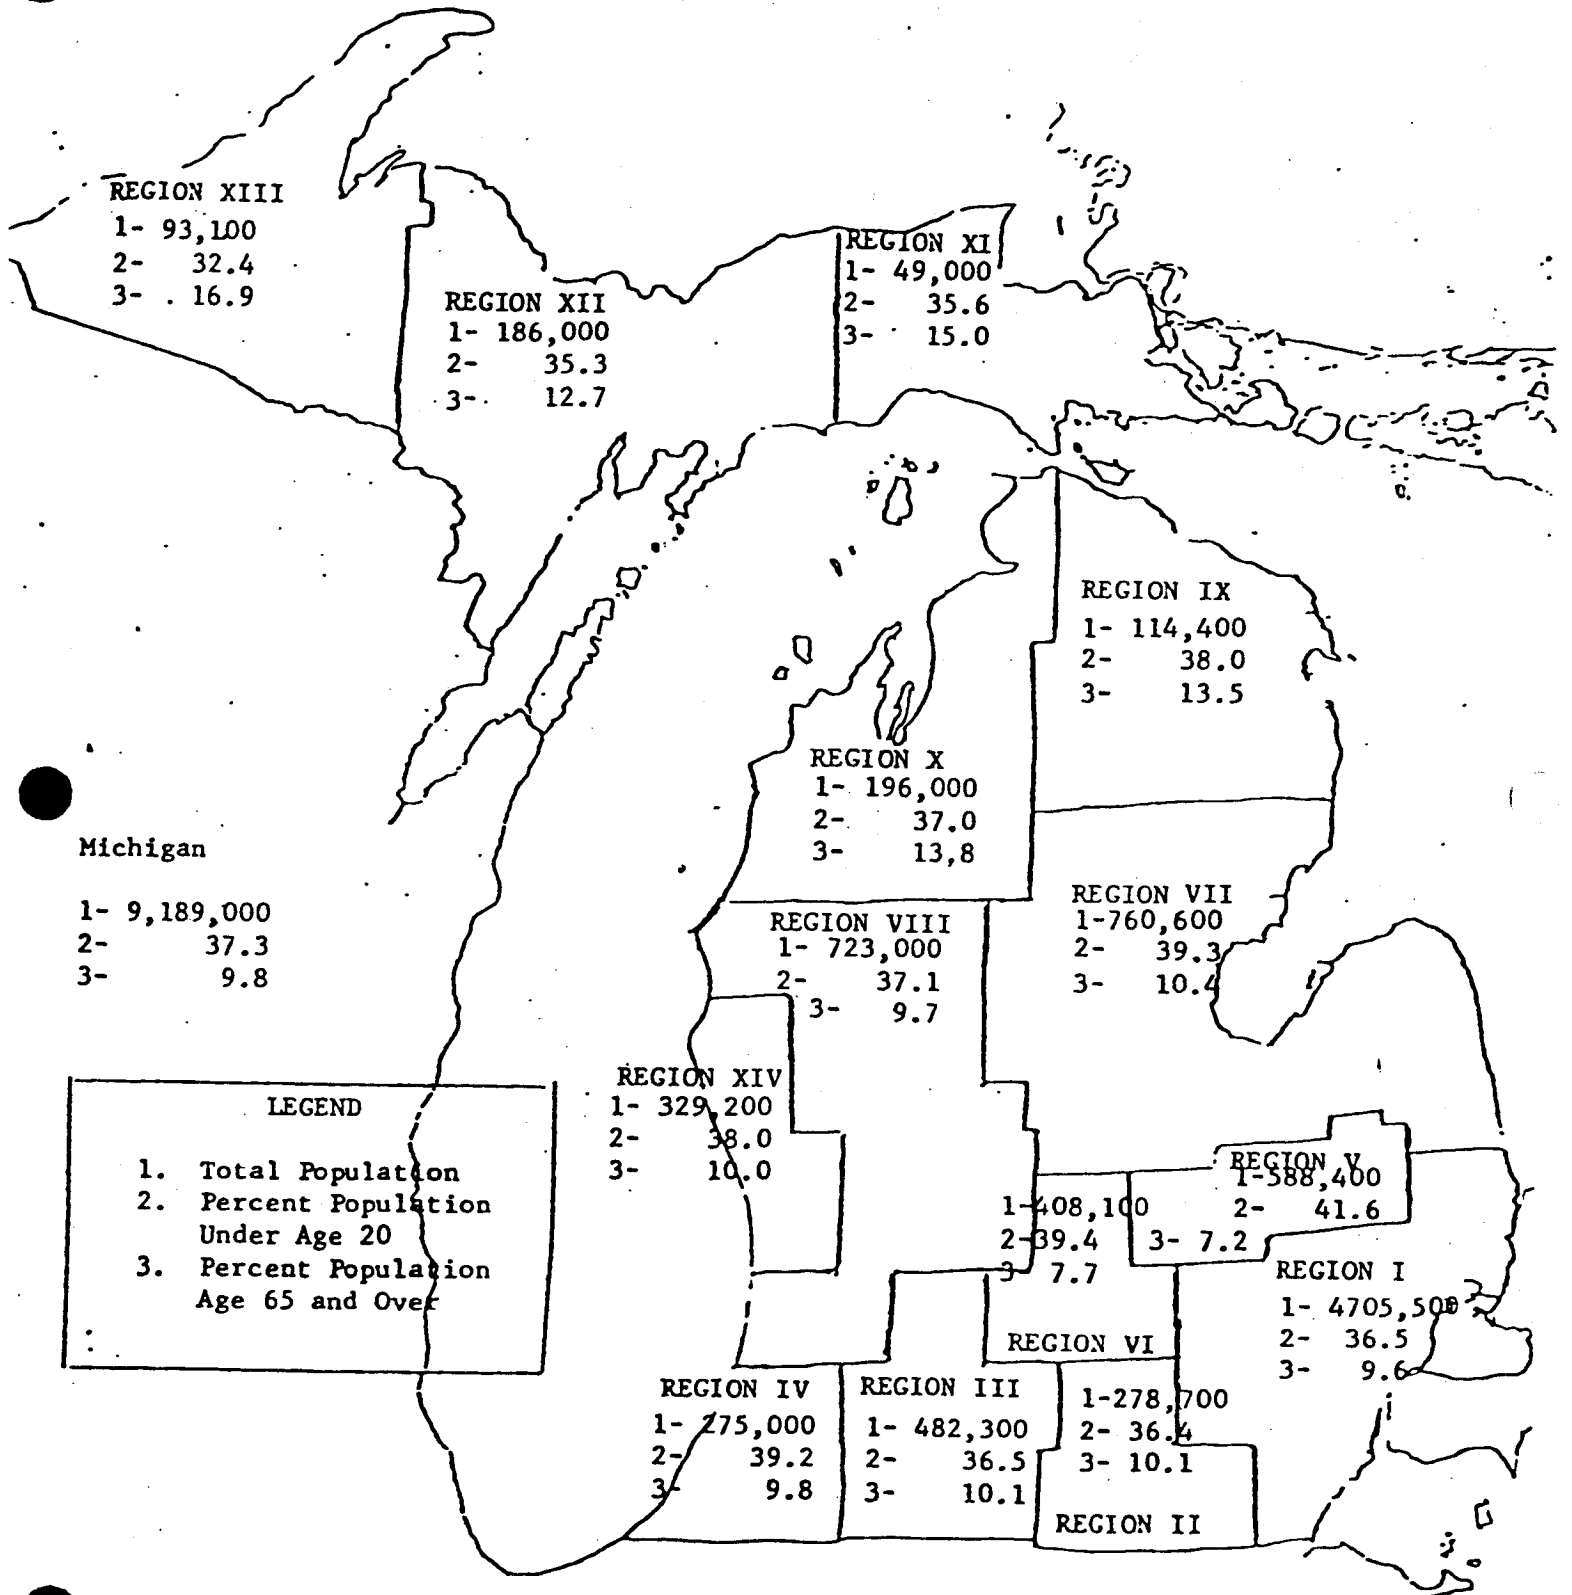 REGION XIII
1- 93,100
2- 32.4
3- . 16.9
REGION XII
1- 186,000
2- 35.3
3- 12.7
REGION XI
1- 49,000
2- 35.6
3- 15.0
REGION IX
1- 114,400
2- 38.0
3- 13.5
REGION X
1- 196,000
2- 37.0
3- 13,8
Michigan
1- 9,189,000
2- 37.3
3- 9.8
REGION VIII
1- 723,000
2- 37.1
3- 9.7
REGION VII
1-760,600
2- 39.3
3- 10.4
LEGEND
1. Total Population
2. Percent Population
Under Age 20
3. Percent Population
Age 65 and Over
REGION XIV
1- 329,200
2- 38.0
3- 10.0
1-408,100
2-39.4
3 7.7
REGION VI
REGION V
1-588,400
2- 41.6
3- 7.2
REGION I
1- 4705,500
2- 36.5
3- 9.6
REGION IV
1- 275,000
2- 39.2
3- 9.8
REGION III
1- 482,300
2- 36.5
3- 10.1
1-278,700
2- 36.4
3- 10.1
REGION II